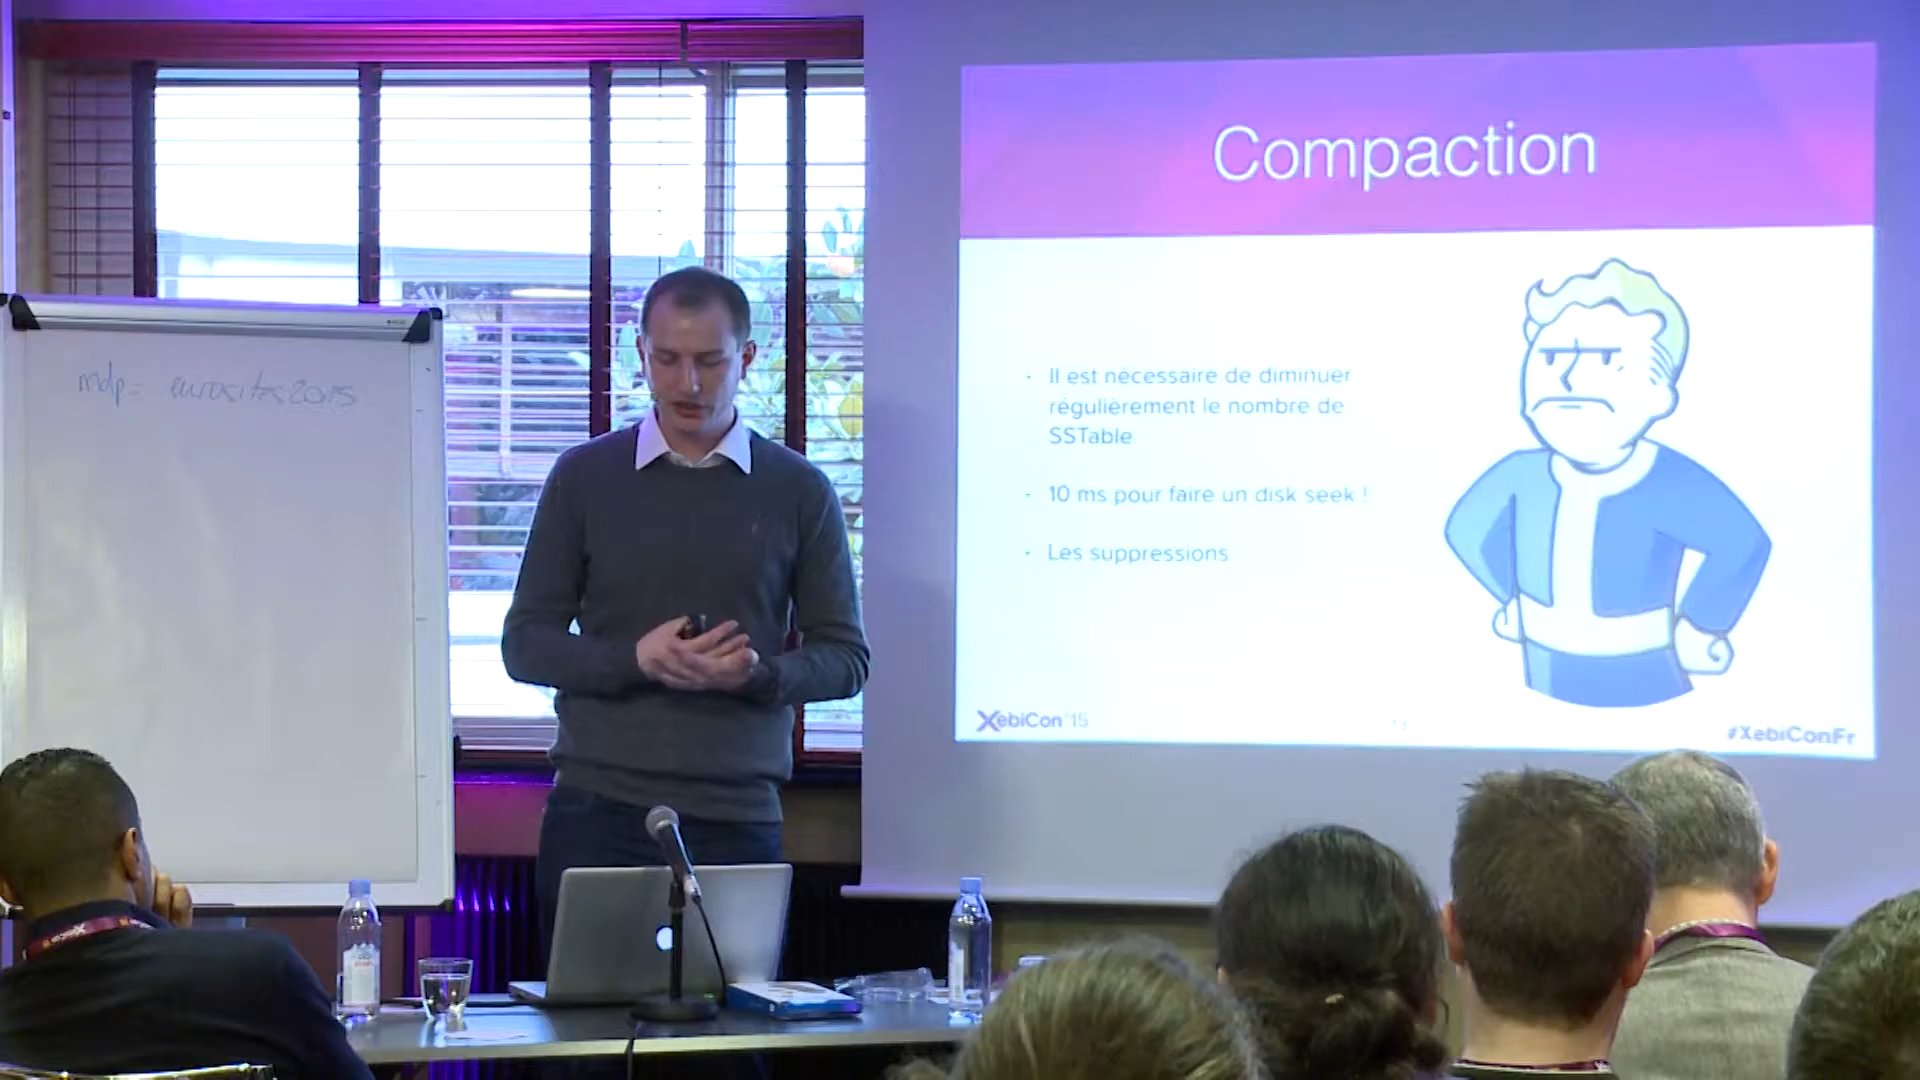 mdp = eurosites2015
Compaction
· Il est nécessaire de diminuer
régulièrement le nombre de
SSTable
· 10 ms pour faire un disk seek !
· Les suppressions
XebiCon'15
13
#XebiConFr